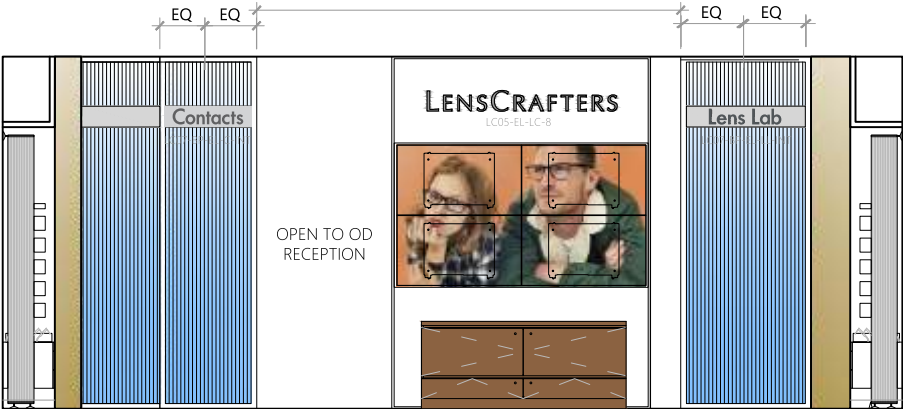 EQ EQ
EQ EQ
LENSCRAFTERS
LC05-EL-LC-B
Contacts
Lens Lab
OPEN TO OD
RECEPTION